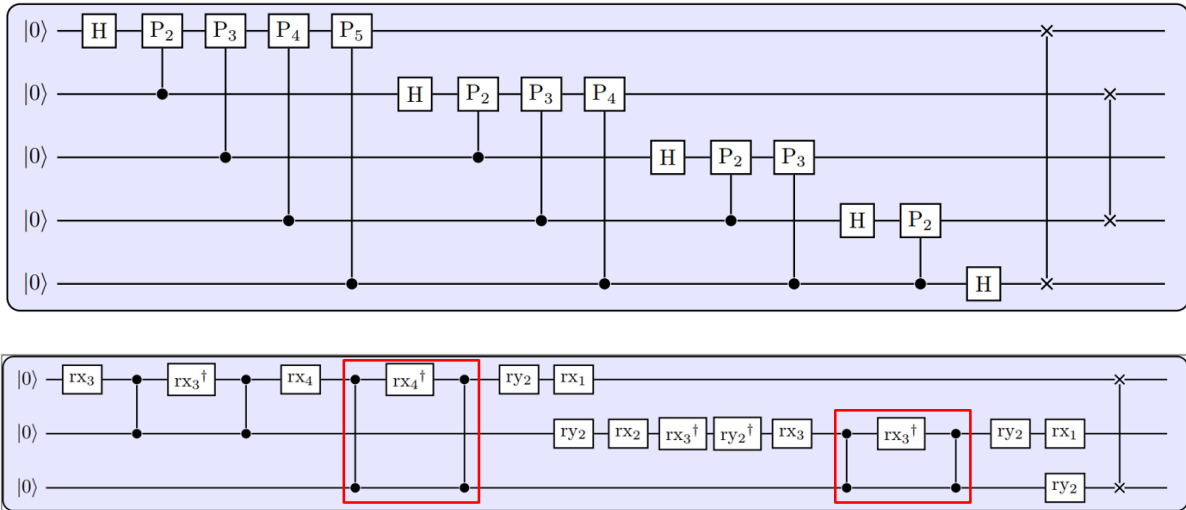 |0⟩ H P₂ P₃ P₄ P₅
|0⟩ H P₂ P₃ P₄
|0⟩ H P₂ P₃
|0⟩ H P₂
|0⟩ H
|0⟩ rx₃ rx₃† rx₄ rx₄† ry₂ rx₁
|0⟩ ry₂ rx₂ rx₃† ry₂† rx₃ rx₃† ry₂ rx₁
|0⟩ ry₂